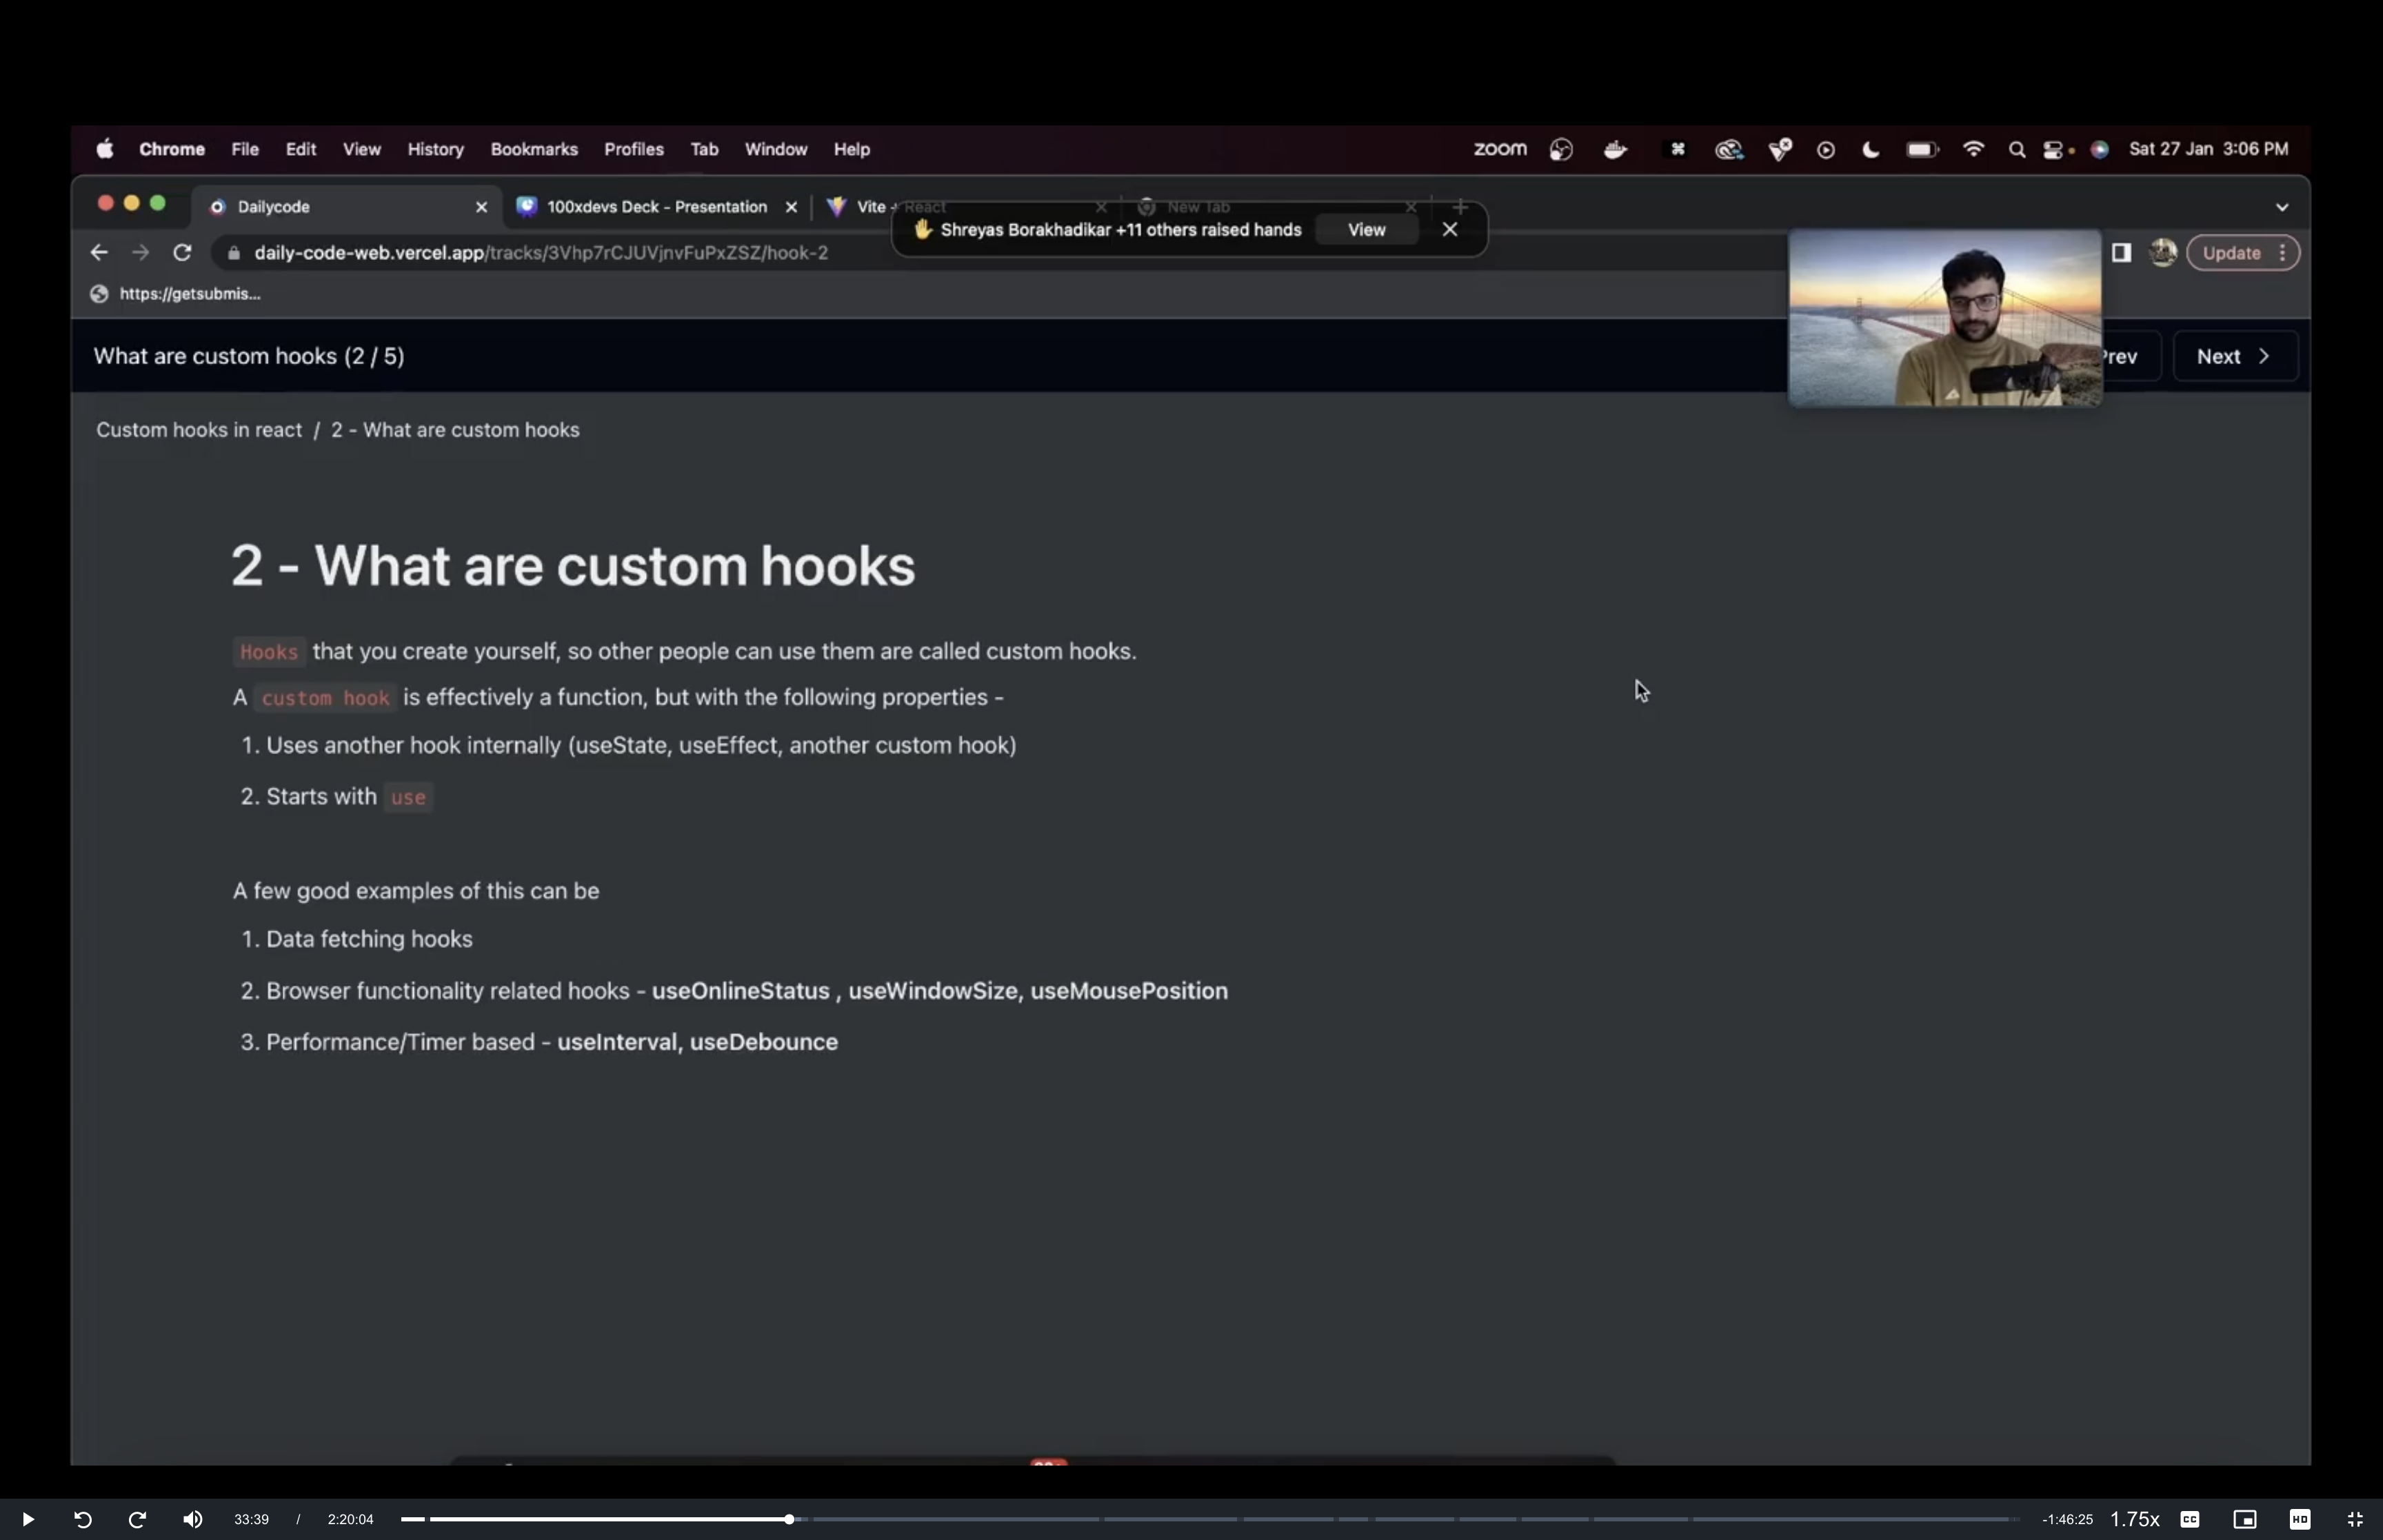 Chrome File Edit View History Bookmarks Profiles Tab Window Help zoom Sat 27 Jan 3:06 PM
Dailycode 100xdevs Deck - Presentation Vite + React New Tab
Shreyas Borakhadikar +11 others raised hands View
daily-code-web.vercel.app/tracks/3Vhp7rCJUVjnvFuPxZSZ/hook-2 Update
https://getsubmis...
What are custom hooks (2 / 5) Prev Next
Custom hooks in react / 2 - What are custom hooks
2 - What are custom hooks
Hooks that you create yourself, so other people can use them are called custom hooks.
A custom hook is effectively a function, but with the following properties -
1. Uses another hook internally (useState, useEffect, another custom hook)
2. Starts with use
A few good examples of this can be
1. Data fetching hooks
2. Browser functionality related hooks - useOnlineStatus , useWindowSize, useMousePosition
3. Performance/Timer based - useInterval, useDebounce
33:39 / 2:20:04 -1:46:25 1.75x CC HD